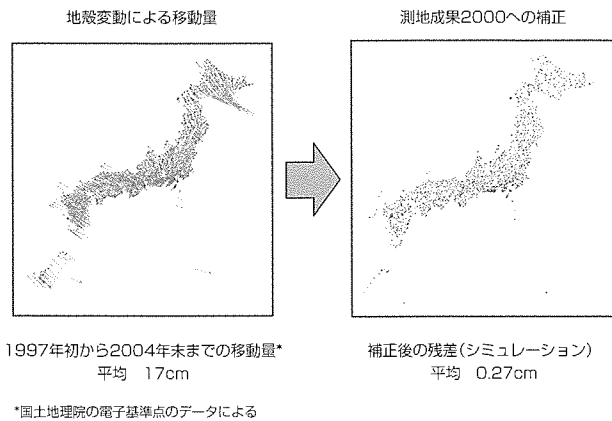 地殻変動による移動量
測地成果2000への補正
1997年初から2004年末までの移動量*
平均　17cm
補正後の残差(シミュレーション)
平均　0.27cm
*国土地理院の電子基準点のデータによる